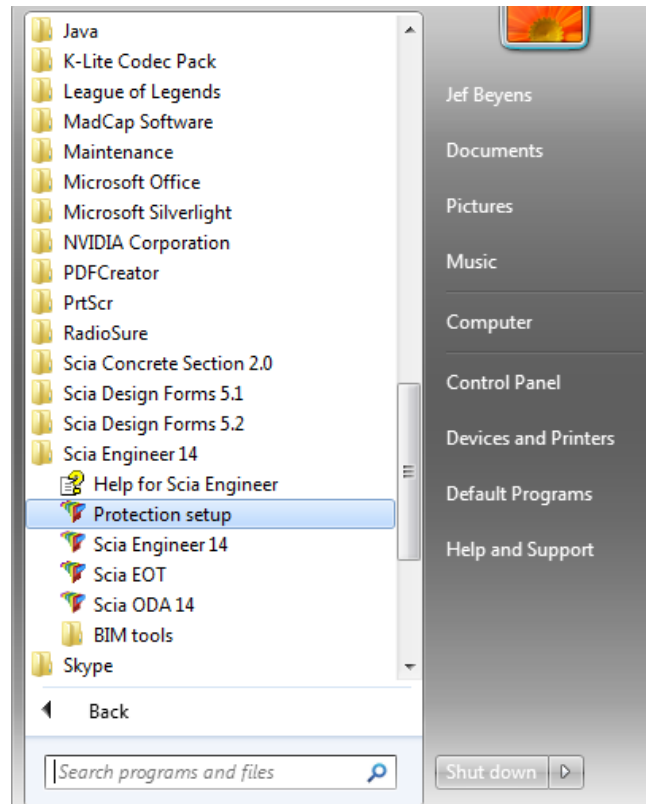 Java
K-Lite Codec Pack
League of Legends
MadCap Software
Maintenance
Microsoft Office
Microsoft Silverlight
NVIDIA Corporation
PDFCreator
PrtScr
RadioSure
Scia Concrete Section 2.0
Scia Design Forms 5.1
Scia Design Forms 5.2
Scia Engineer 14
Help for Scia Engineer
Protection setup
Scia Engineer 14
Scia EOT
Scia ODA 14
BIM tools
Skype
Back
Search programs and files
Jef Beyens
Documents
Pictures
Music
Computer
Control Panel
Devices and Printers
Default Programs
Help and Support
Shut down